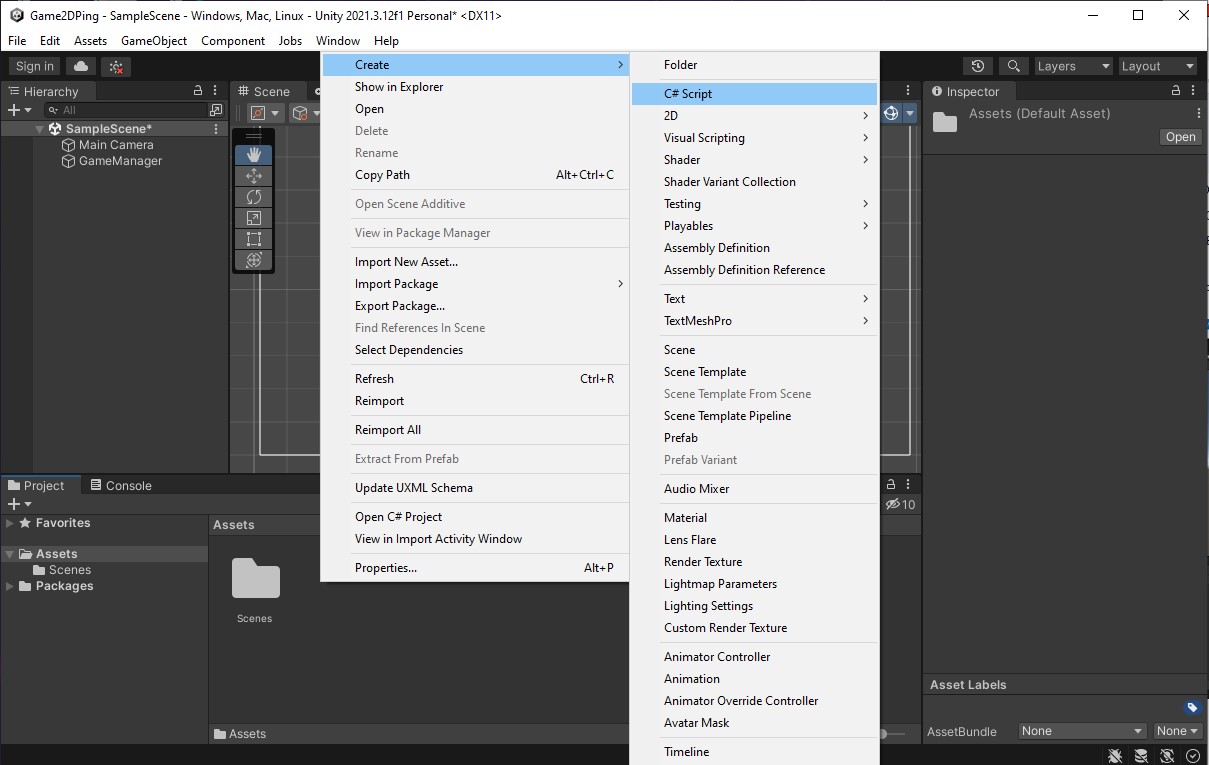 Game2DPing - SampleScene - Windows, Mac, Linux - Unity 2021.3.12f1 Personal* <DX11>
File Edit Assets GameObject Component Jobs Window Help
Sign in
Layers
Layout
Hierarchy
All
SampleScene*
Main Camera
GameManager
Scene
Create
Show in Explorer
Open
Delete
Rename
Copy Path Alt+Ctrl+C
Open Scene Additive
View in Package Manager
Import New Asset...
Import Package
Export Package...
Find References In Scene
Select Dependencies
Refresh Ctrl+R
Reimport
Reimport All
Extract From Prefab
Update UXML Schema
Open C# Project
View in Import Activity Window
Properties... Alt+P
Folder
C# Script
2D
Visual Scripting
Shader
Shader Variant Collection
Testing
Playables
Assembly Definition
Assembly Definition Reference
Text
TextMeshPro
Scene
Scene Template
Scene Template From Scene
Scene Template Pipeline
Prefab
Prefab Variant
Audio Mixer
Material
Lens Flare
Render Texture
Lightmap Parameters
Lighting Settings
Custom Render Texture
Animator Controller
Animation
Animator Override Controller
Avatar Mask
Timeline
Inspector
Assets (Default Asset)
Open
Asset Labels
AssetBundle None None
Project Console
10
Favorites
Assets
Scenes
Packages
Assets
Scenes
Assets